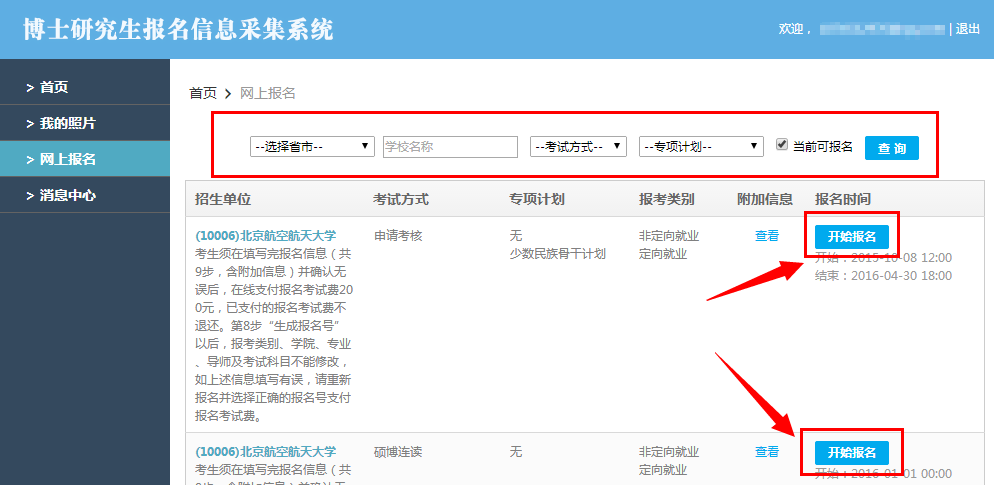 博士研究生报名信息采集系统
欢迎， | 退出
> 首页
> 我的照片
> 网上报名
> 消息中心
首页 > 网上报名
--选择省市-- 学校名称 --考试方式-- --专项计划-- 当前可报名 查 询
招生单位 考试方式 专项计划 报考类别 附加信息 报名时间
(10006)北京航空航天大学 申请考核 无 非定向就业 查看 开始报名
考生须在填写完报名信息（共 少数民族骨干计划 定向就业 开始：2015-10-08 12:00
9步，含附加信息）并确认无 结束：2016-04-30 18:00
误后，在线支付报名考试费20
0元，已支付的报名考试费不
退还。第8步“生成报名号”
以后，报考类别、学院、专业
、导师及考试科目不能修改，
如上述信息填写有误，请重新
报名并选择正确的报名号支付
报名考试费。
(10006)北京航空航天大学 硕博连读 无 非定向就业 查看 开始报名
考生须在填写完报名信息（共 定向就业 开始：2016-01-01 00:00